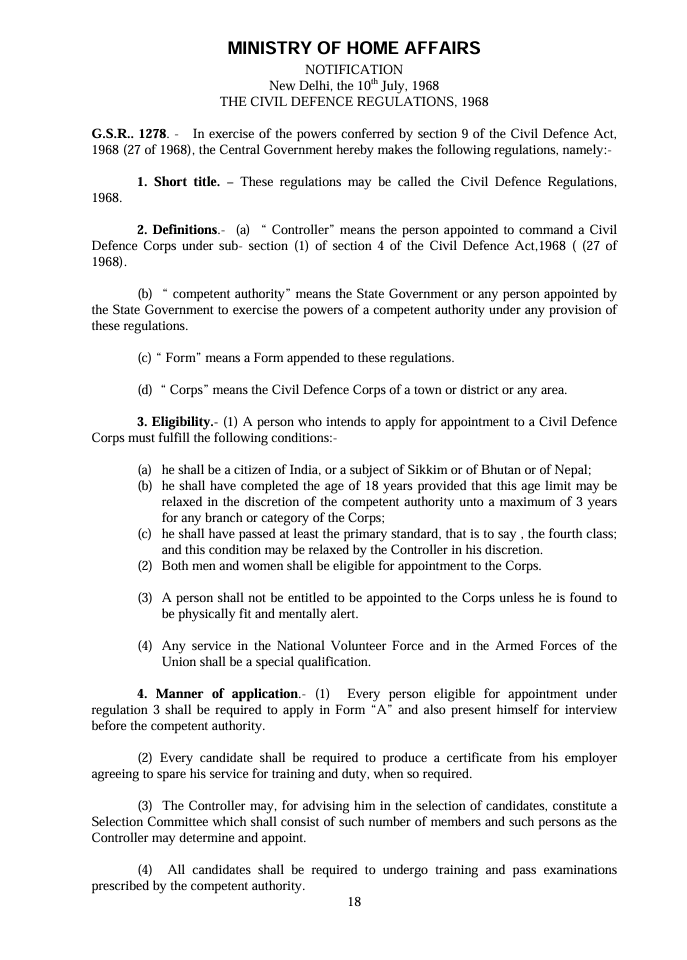 MINISTRY OF HOME AFFAIRS
NOTIFICATION
New Delhi, the 10th July, 1968
THE CIVIL DEFENCE REGULATIONS, 1968
G.S.R.. 1278. - In exercise of the powers conferred by section 9 of the Civil Defence Act,
1968 (27 of 1968), the Central Government hereby makes the following regulations, namely:-
1. Short title. – These regulations may be called the Civil Defence Regulations,
1968.
2. Definitions.- (a) “ Controller” means the person appointed to command a Civil
Defence Corps under sub- section (1) of section 4 of the Civil Defence Act,1968 ( (27 of
1968).
(b) “ competent authority” means the State Government or any person appointed by
the State Government to exercise the powers of a competent authority under any provision of
these regulations.
(c) “ Form” means a Form appended to these regulations.
(d) “ Corps” means the Civil Defence Corps of a town or district or any area.
3. Eligibility.- (1) A person who intends to apply for appointment to a Civil Defence
Corps must fulfill the following conditions:-
(a) he shall be a citizen of India, or a subject of Sikkim or of Bhutan or of Nepal;
(b) he shall have completed the age of 18 years provided that this age limit may be
relaxed in the discretion of the competent authority unto a maximum of 3 years
for any branch or category of the Corps;
(c) he shall have passed at least the primary standard, that is to say , the fourth class;
and this condition may be relaxed by the Controller in his discretion.
(2) Both men and women shall be eligible for appointment to the Corps.
(3) A person shall not be entitled to be appointed to the Corps unless he is found to
be physically fit and mentally alert.
(4) Any service in the National Volunteer Force and in the Armed Forces of the
Union shall be a special qualification.
4. Manner of application.- (1) Every person eligible for appointment under
regulation 3 shall be required to apply in Form “A” and also present himself for interview
before the competent authority.
(2) Every candidate shall be required to produce a certificate from his employer
agreeing to spare his service for training and duty, when so required.
(3) The Controller may, for advising him in the selection of candidates, constitute a
Selection Committee which shall consist of such number of members and such persons as the
Controller may determine and appoint.
(4) All candidates shall be required to undergo training and pass examinations
prescribed by the competent authority.
18